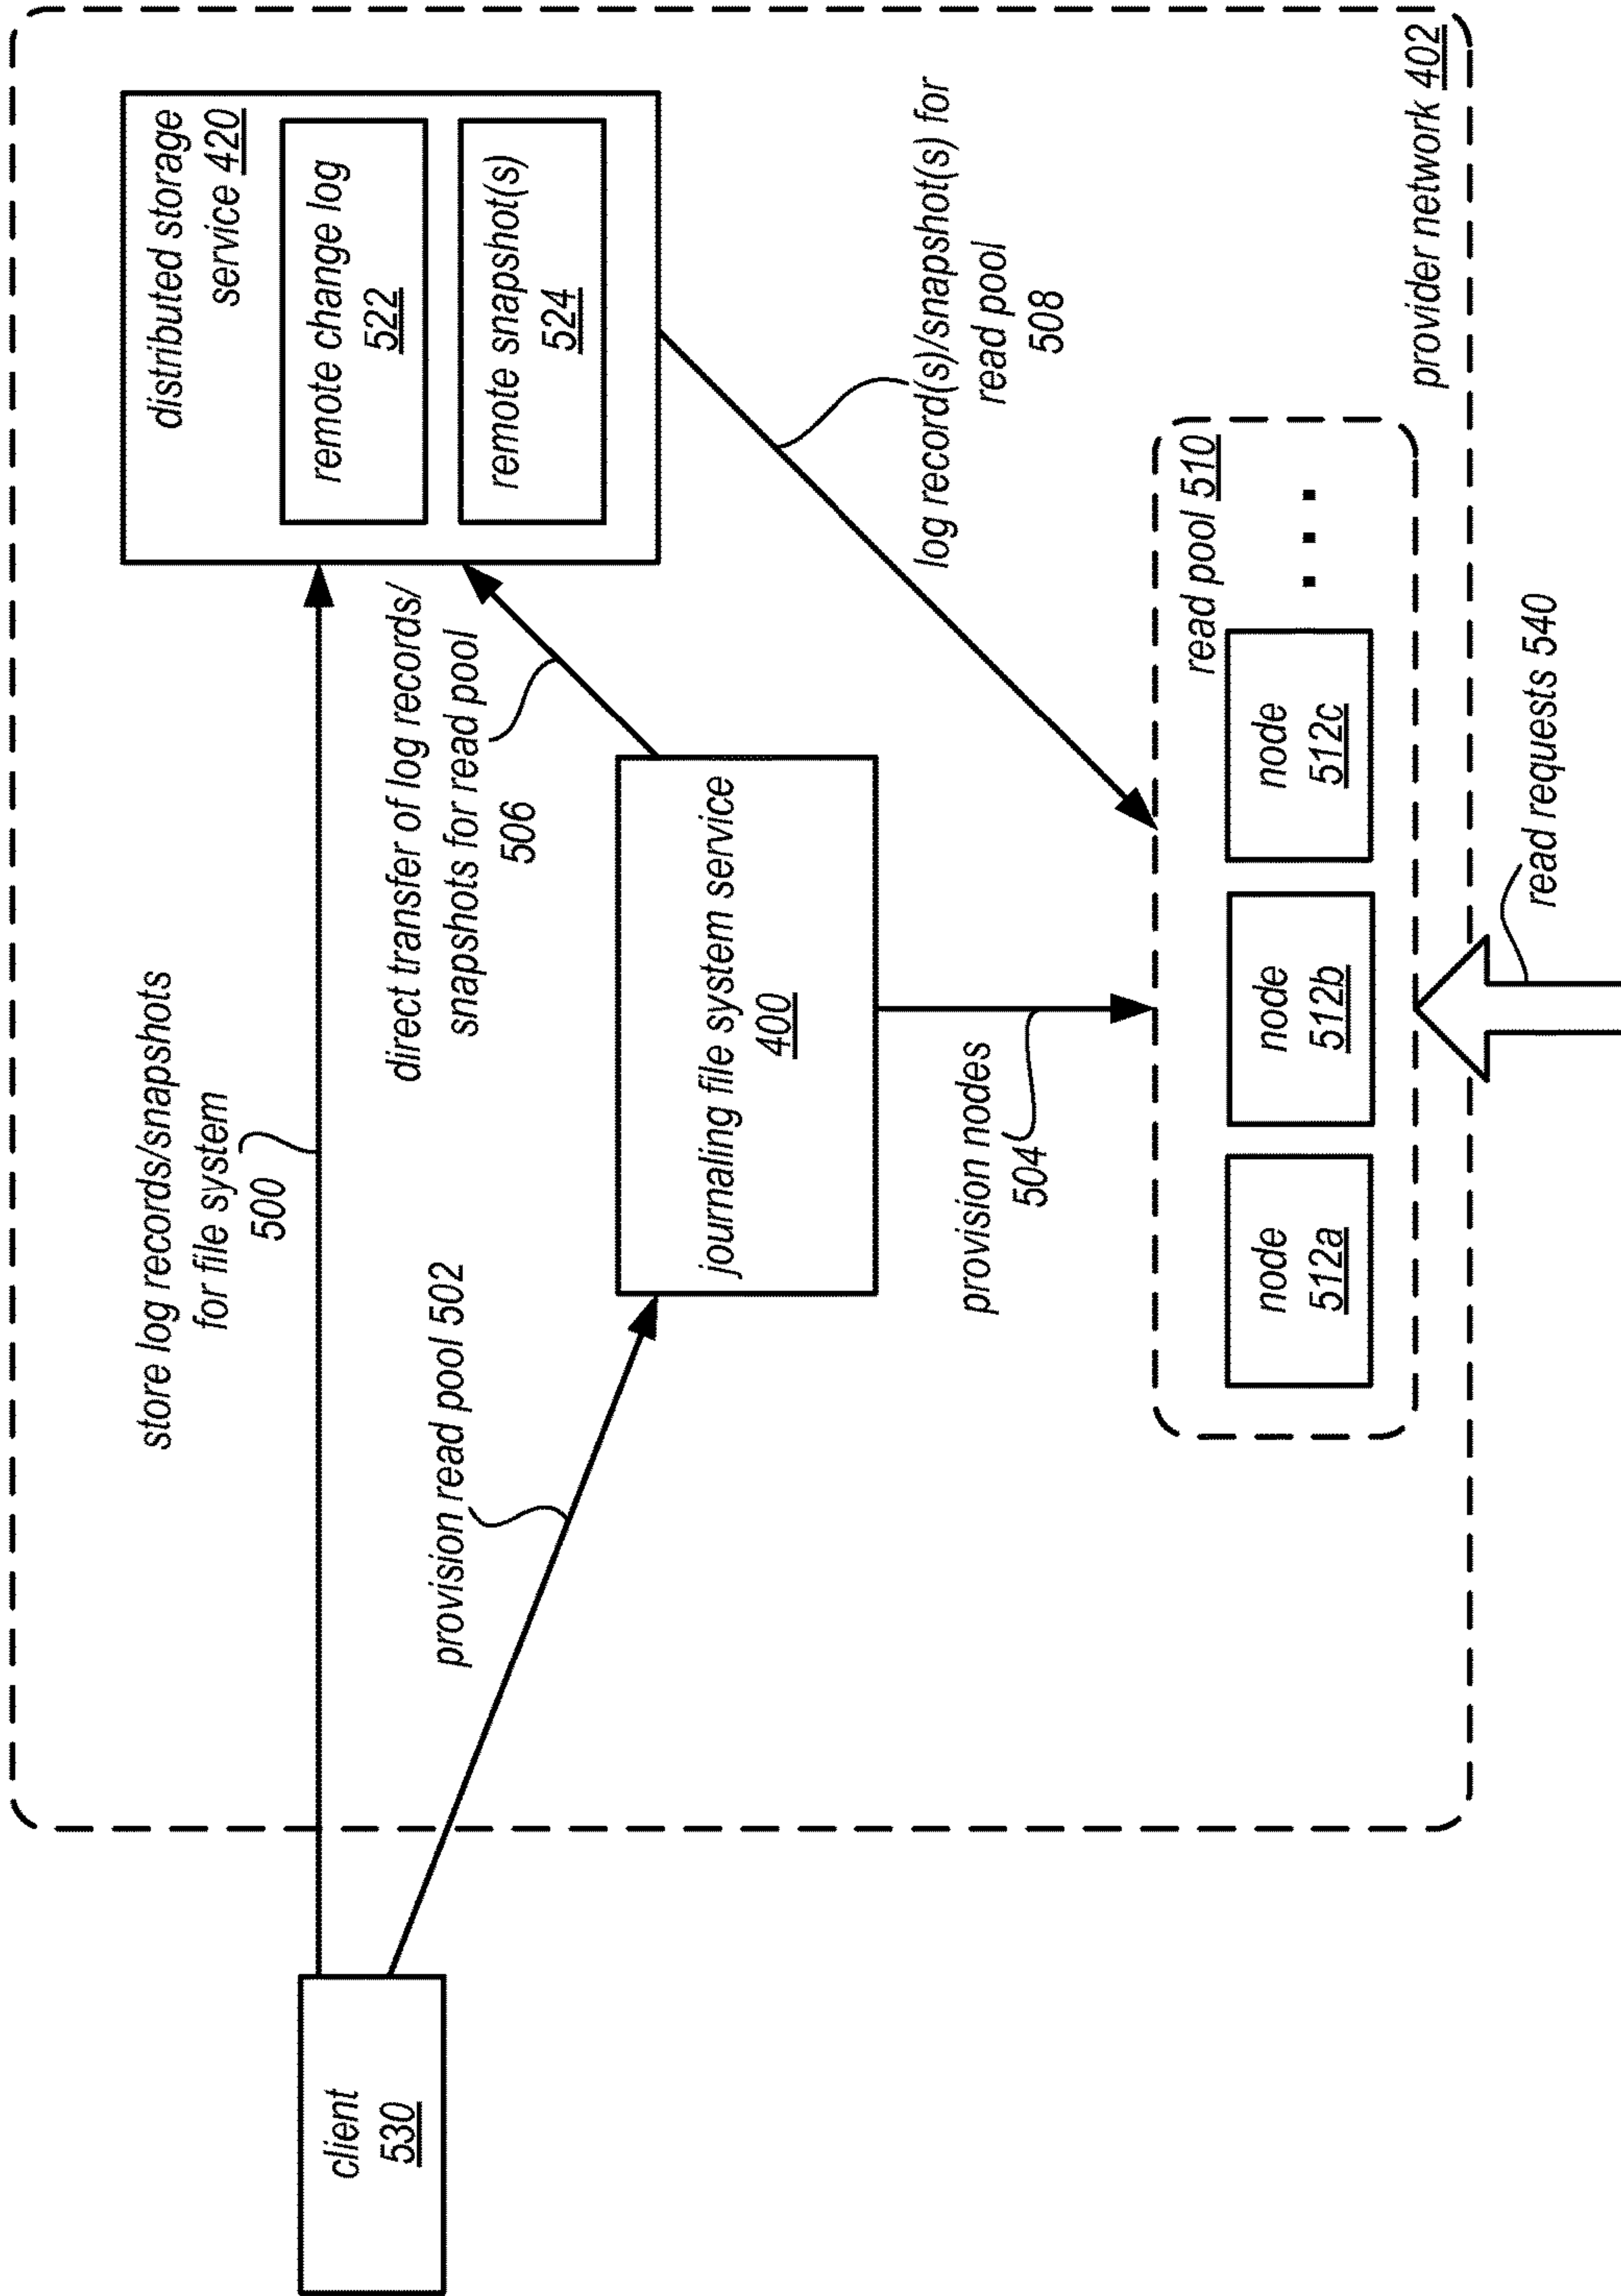 client
530
store log records/snapshots
for file system
500
provision read pool 502
distributed storage
service 420
remote change log
522
remote snapshot(s)
524
direct transfer of log records/
snapshots for read pool
506
journaling file system service
400
provision nodes
504
log record(s)/snapshot(s) for
read pool
508
read pool 510
node
512a
node
512b
node
512c
. . .
provider network 402
read requests 540